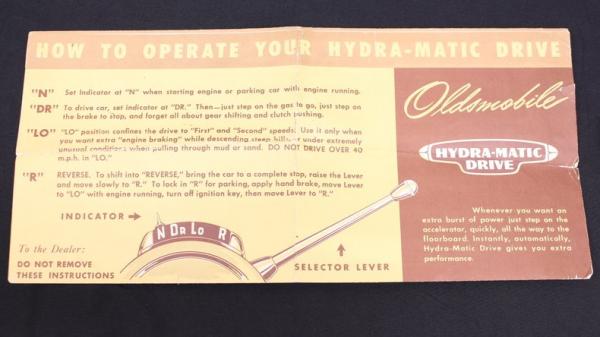 HOW TO OPERATE YOUR HYDRA-MATIC DRIVE
"N" Set Indicator at "N" when starting engine or parking car with engine running.
"DR" To drive car, set indicator at "DR." Then—just step on the gas to go, just step on
the brake to stop, and forget all about gear shifting and clutch pushing.
"LO" "LO" position confines the drive to "First" and "Second" speeds. Use it only when
you want extra "engine braking" while descending steep hills, or under extremely
unusual conditions when pulling through mud or sand. DO NOT DRIVE OVER 40
m.p.h. in "LO."
"R" REVERSE. To shift into "REVERSE," bring the car to a complete stop, raise the Lever
and move slowly to "R." To lock in "R" for parking, apply hand brake, move Lever
to "LO" with engine running, turn off ignition key, then move Lever to "R."
INDICATOR
N DR LO R
SELECTOR LEVER
To the Dealer:
DO NOT REMOVE
THESE INSTRUCTIONS
Oldsmobile
HYDRA-MATIC
DRIVE
Whenever you want an
extra burst of power just step on the
accelerator, quickly, all the way to the
floorboard. Instantly, automatically,
Hydra-Matic Drive gives you extra
performance.